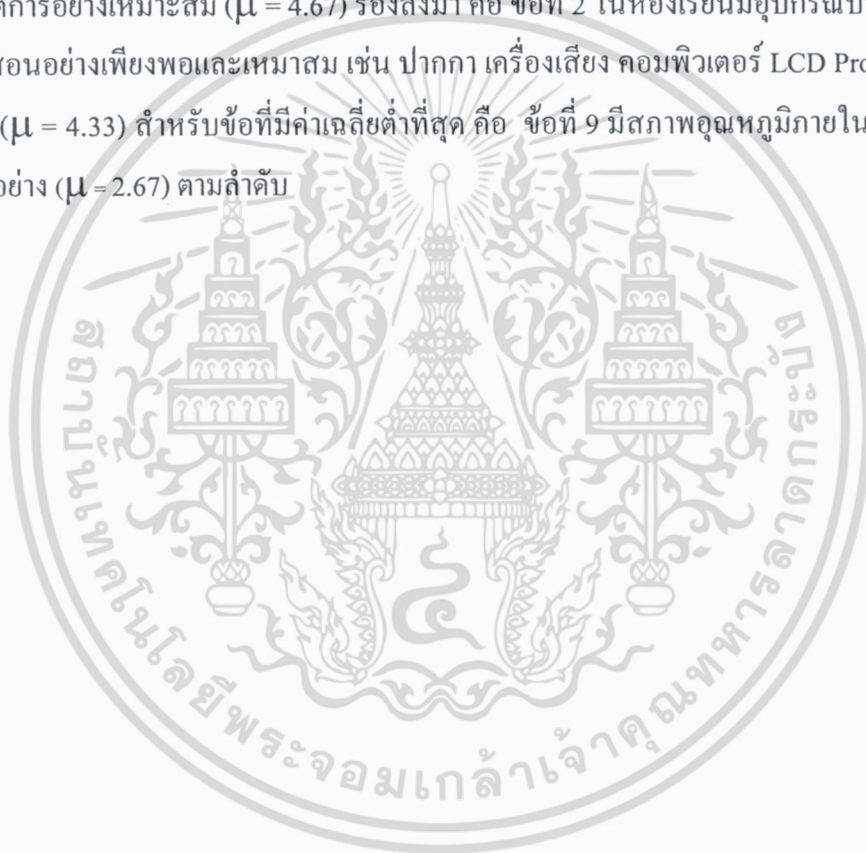 การอย่างเหมาะสม (μ = 4.67) รองลงมา คือ ข้อที่ 2 ในห้องเรียนมีอุปกรณ์
สอนอย่างเพียงพอและเหมาะสม เช่น ปากกา เครื่องเสียง คอมพิวเตอร์ LCD Pro
(μ = 4.33) สำหรับข้อที่มีค่าเฉลี่ยต่ำที่สุด คือ ข้อที่ 9 มีสภาพอุณหภูมิภายใน
อย่าง (μ = 2.67) ตามลำดับ
สถาบันเทคโนโลยีพระจอมเกล้าเจ้าคุณทหารลาดกระบัง